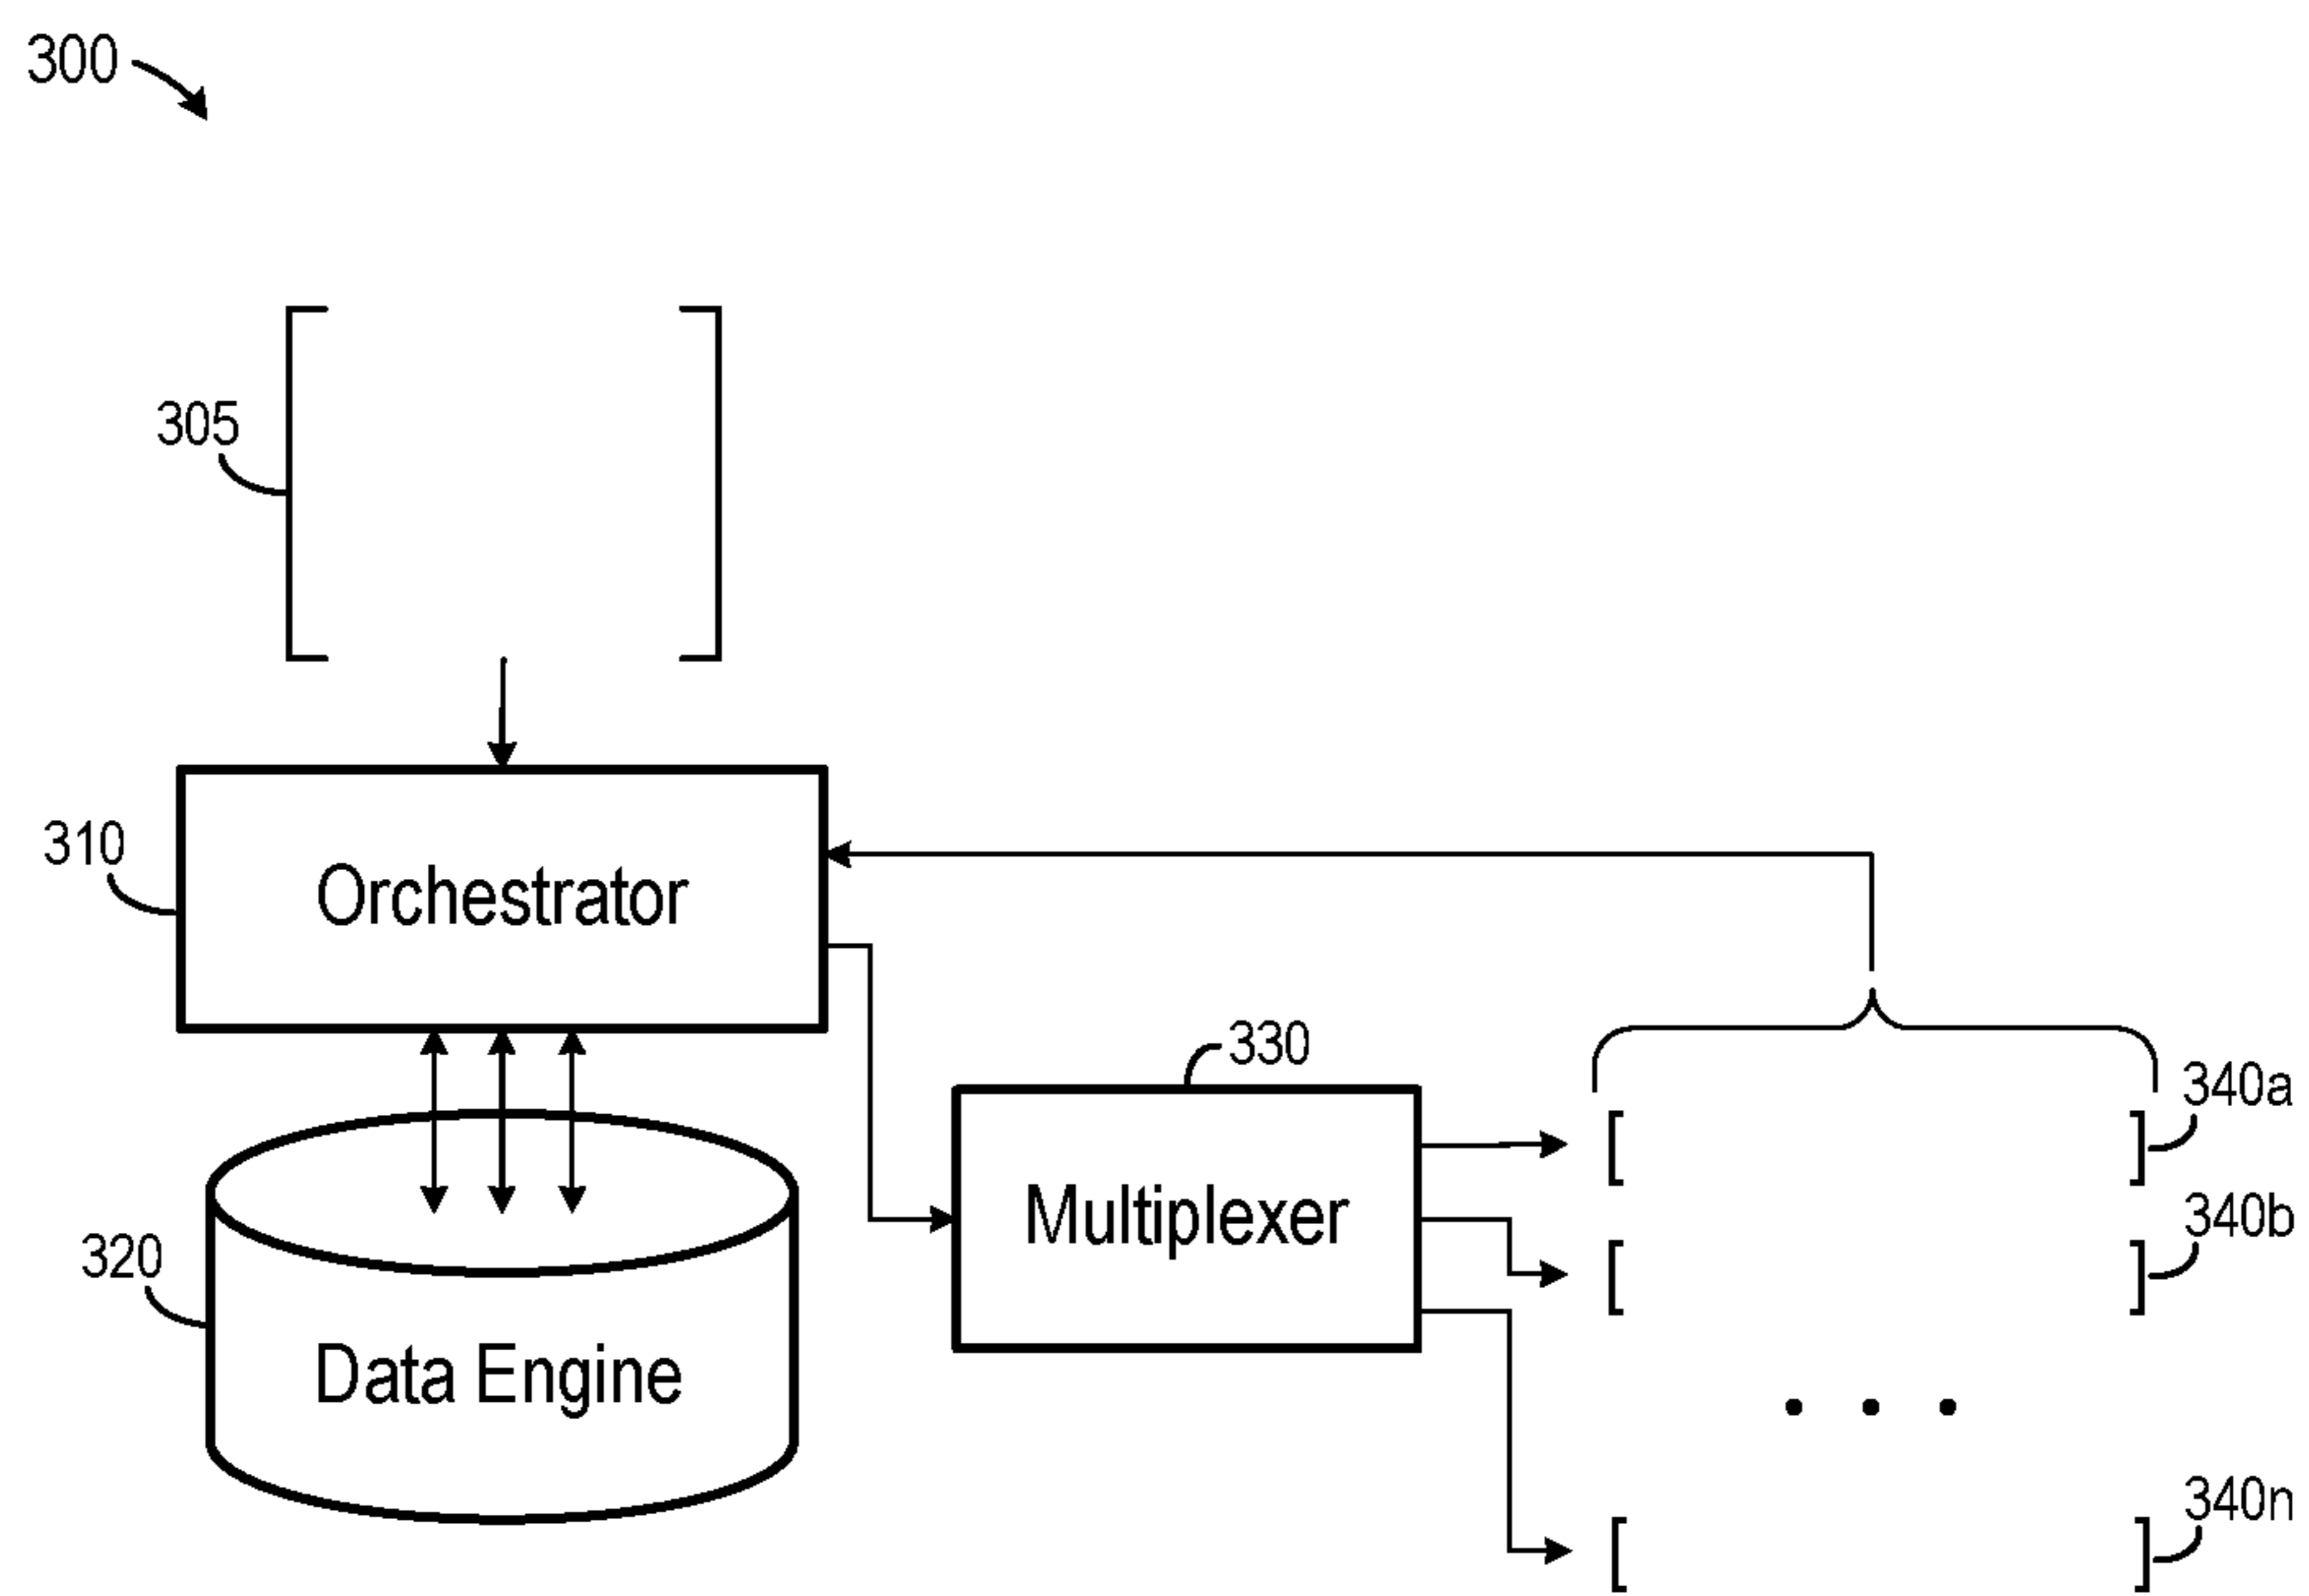 300
305
310
Orchestrator
330
340a
Multiplexer
340b
320
Data Engine
340n